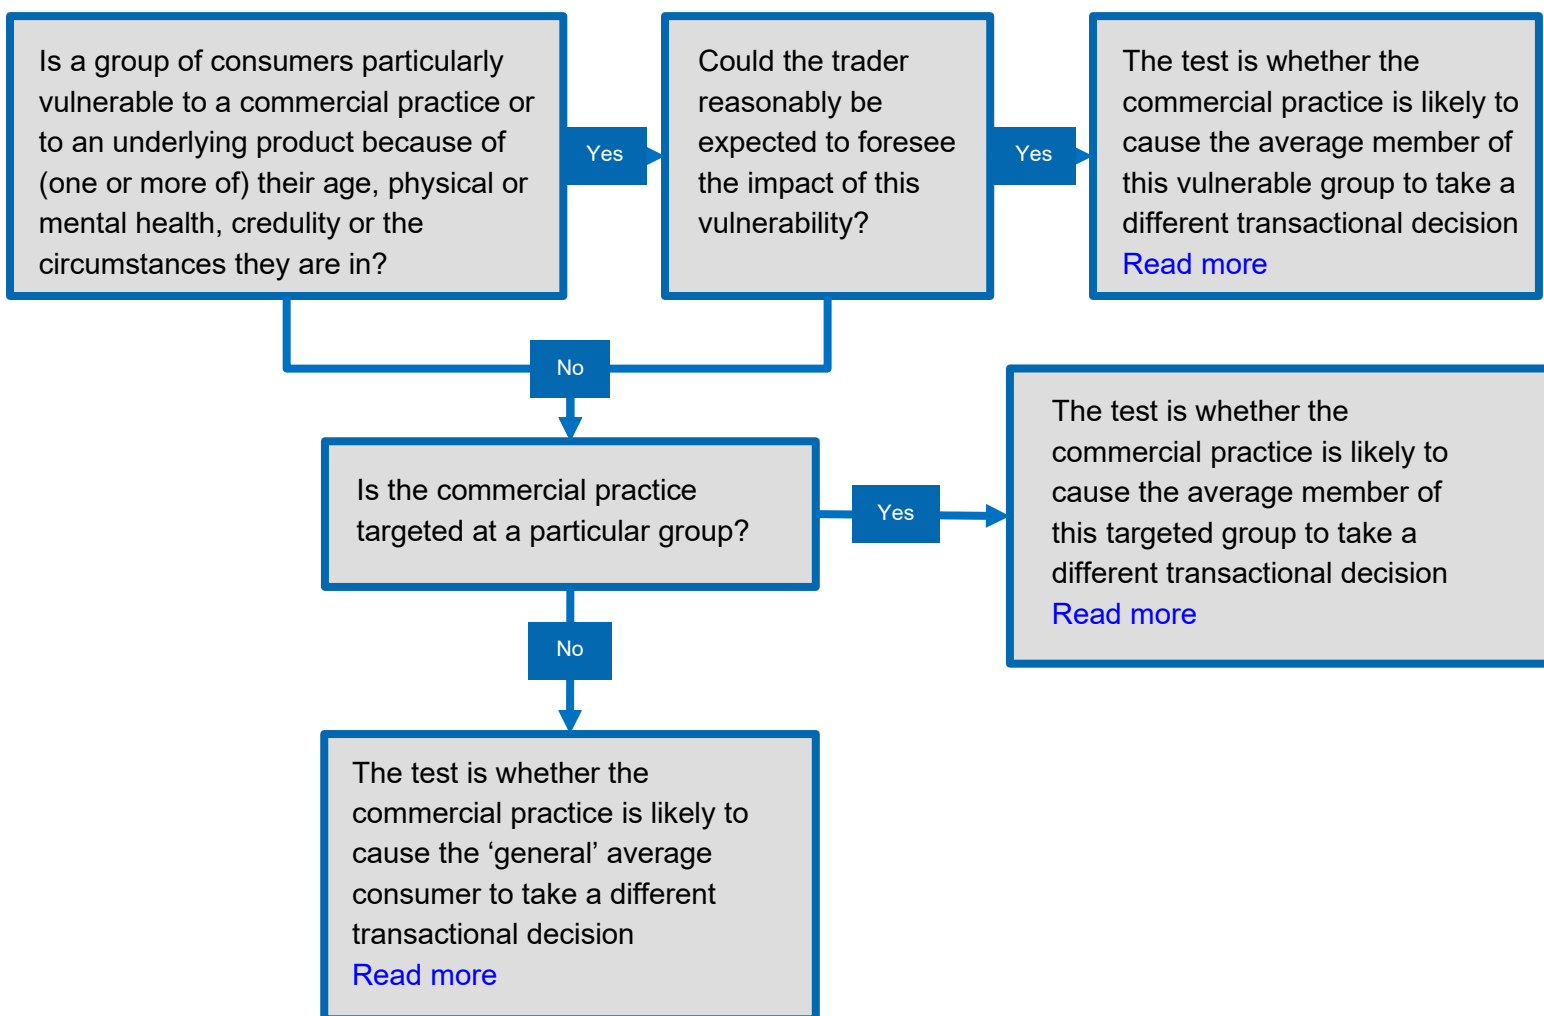 Is a group of consumers particularly
vulnerable to a commercial practice or
to an underlying product because of
(one or more of) their age, physical or
mental health, credulity or the
circumstances they are in?
Yes
Could the trader
reasonably be
expected to foresee
the impact of this
vulnerability?
Yes
The test is whether the
commercial practice is likely to
cause the average member of
this vulnerable group to take a
different transactional decision
Read more
No
Is the commercial practice
targeted at a particular group?
Yes
The test is whether the
commercial practice is likely to
cause the average member of
this targeted group to take a
different transactional decision
Read more
No
The test is whether the
commercial practice is likely to
cause the ‘general’ average
consumer to take a different
transactional decision
Read more